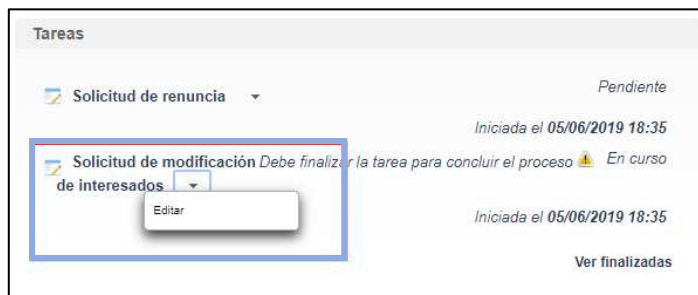 Tareas
Solicitud de renuncia
Pendiente
Iniciada el 05/06/2019 18:35
Solicitud de modificación Debe finalizar la tarea para concluir el proceso En curso
de interesados
Editar
Iniciada el 05/06/2019 18:35
Ver finalizadas